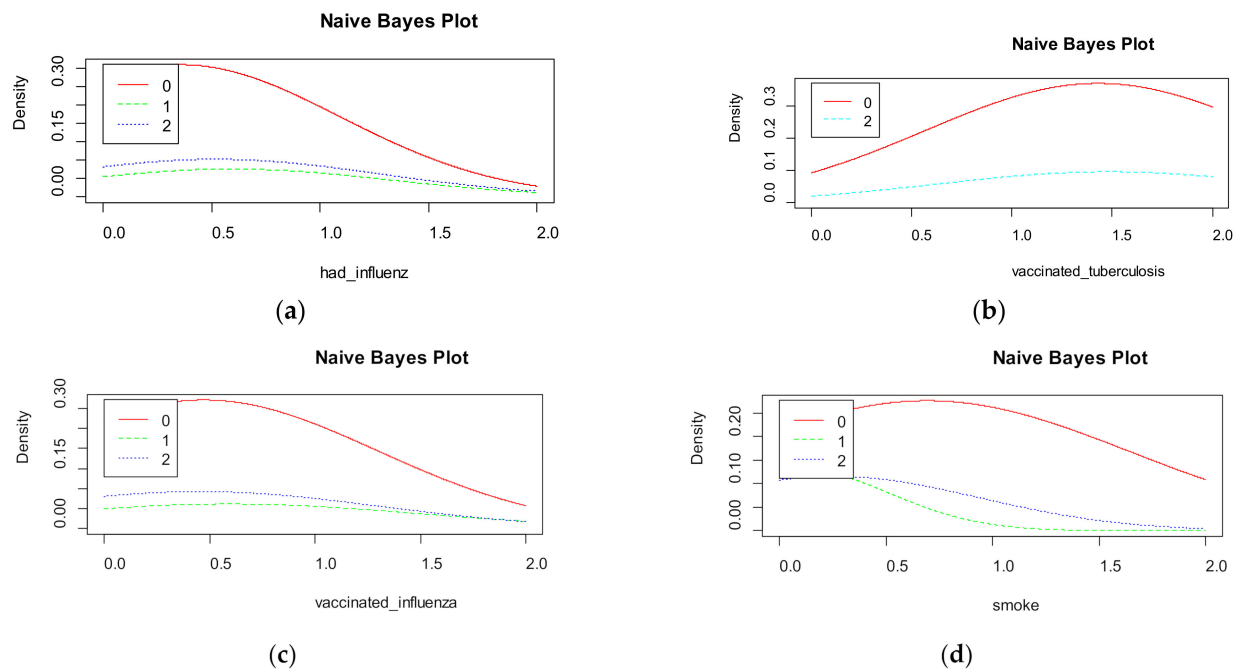 Naive Bayes Plot
Density
0.30
0.15
0.00
0
1
2
0.0 0.5 1.0 1.5 2.0
had_influenz
(a)
Naive Bayes Plot
Density
0.3
0.2
0.1
0.0
0
2
0.0 0.5 1.0 1.5 2.0
vaccinated_tuberculosis
(b)
Naive Bayes Plot
Density
0.30
0.15
0.00
0
1
2
0.0 0.5 1.0 1.5 2.0
vaccinated_influenza
(c)
Naive Bayes Plot
Density
0.20
0.10
0.00
0
1
2
0.0 0.5 1.0 1.5 2.0
smoke
(d)